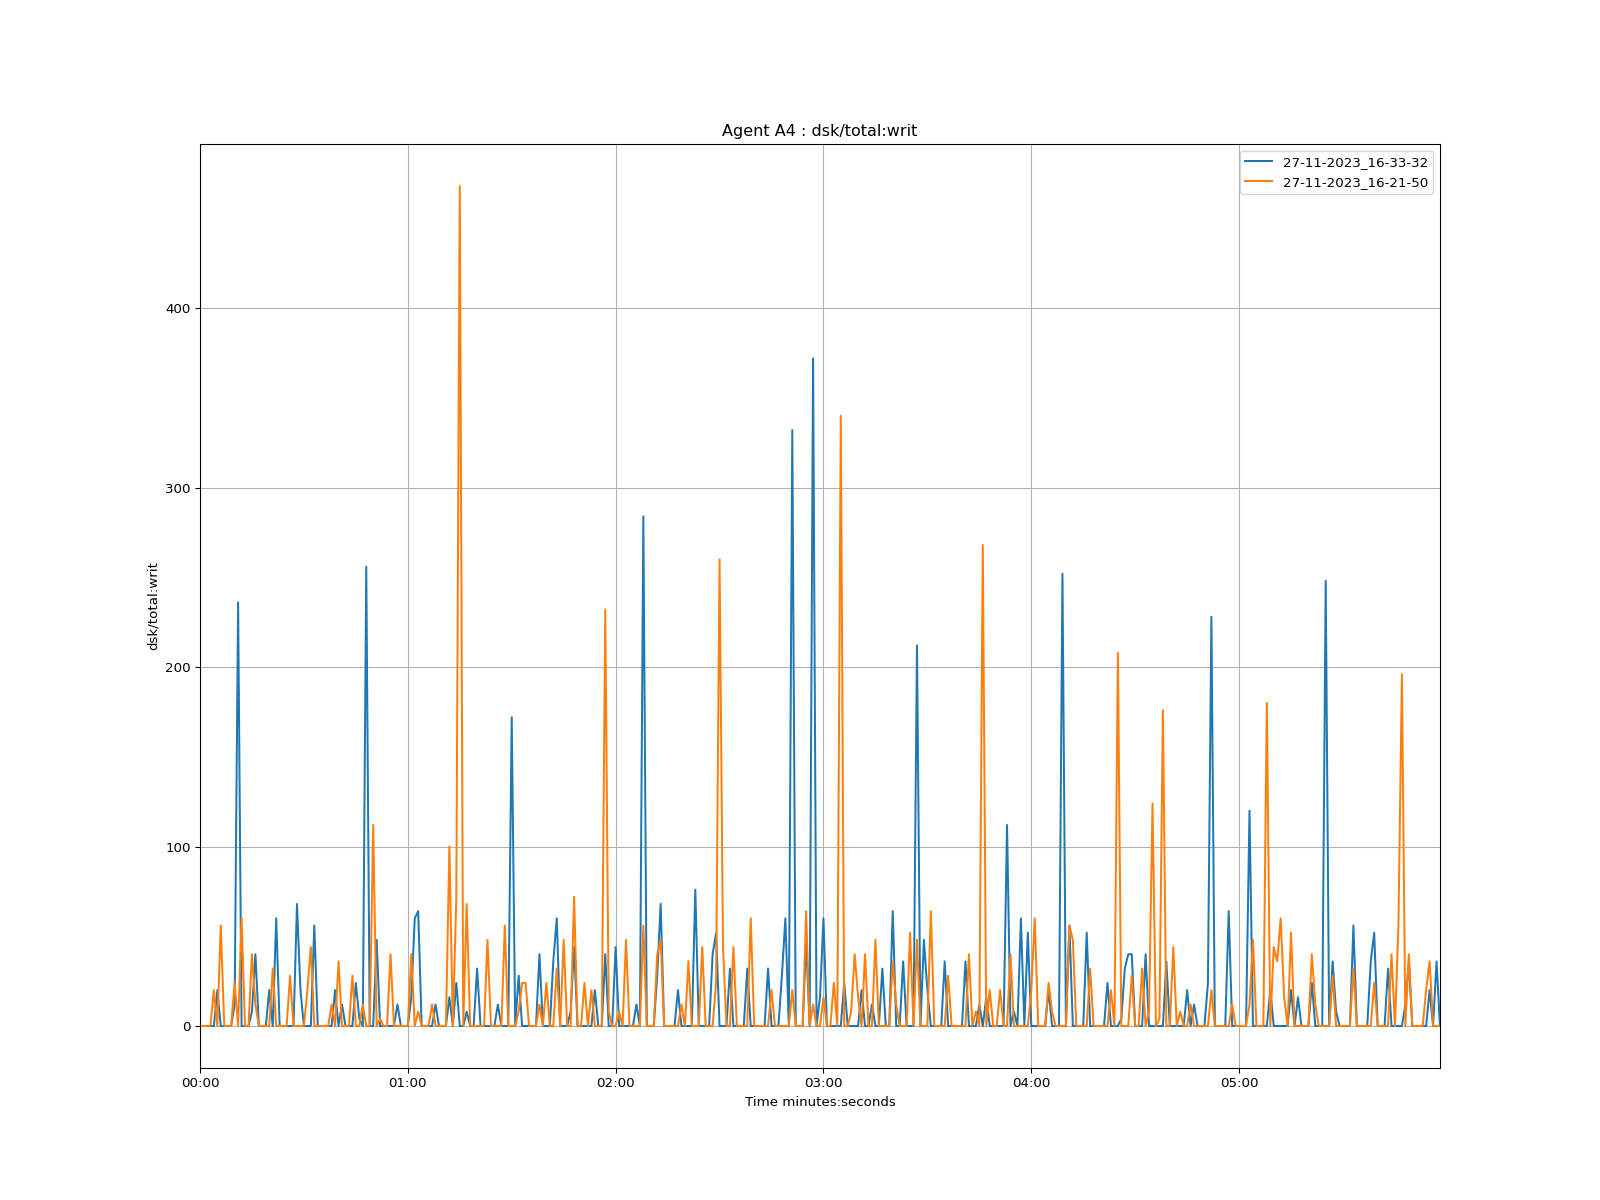 Agent A4 : dsk/total:writ
27-11-2023_16-33-32
27-11-2023_16-21-50
dsk/total:writ
400
300
200
100
0
00:00 01:00 02:00 03:00 04:00 05:00
Time minutes:seconds